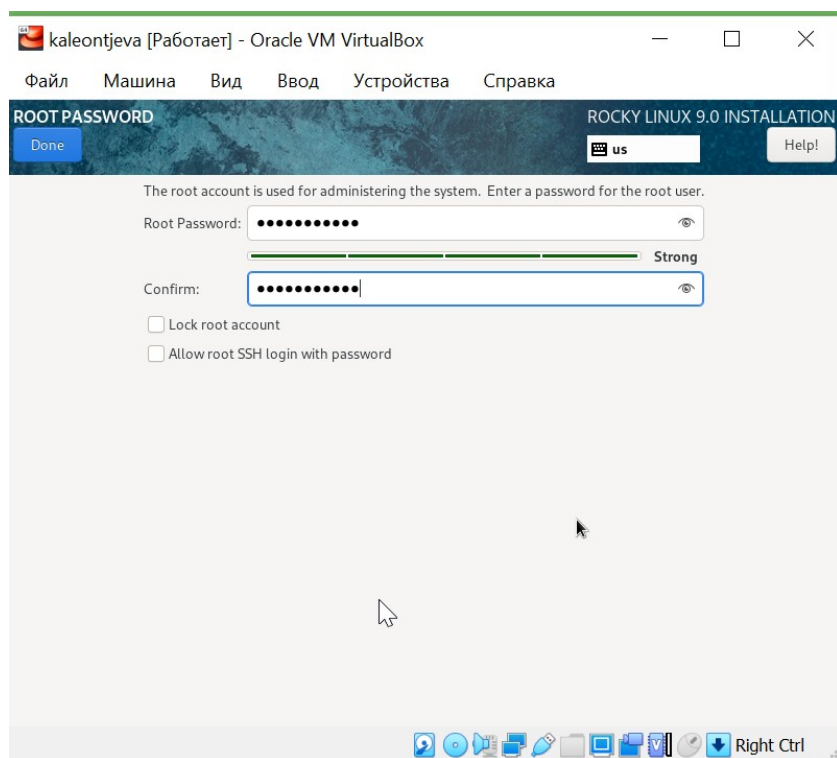 kaleontjeva [Работает] - Oracle VM VirtualBox
Файл Машина Вид Ввод Устройства Справка
ROOT PASSWORD ROCKY LINUX 9.0 INSTALLATION
Done us Help!
The root account is used for administering the system. Enter a password for the root user.
Root Password: ●●●●●●●●●●●
Strong
Confirm: ●●●●●●●●●●●
Lock root account
Allow root SSH login with password
Right Ctrl